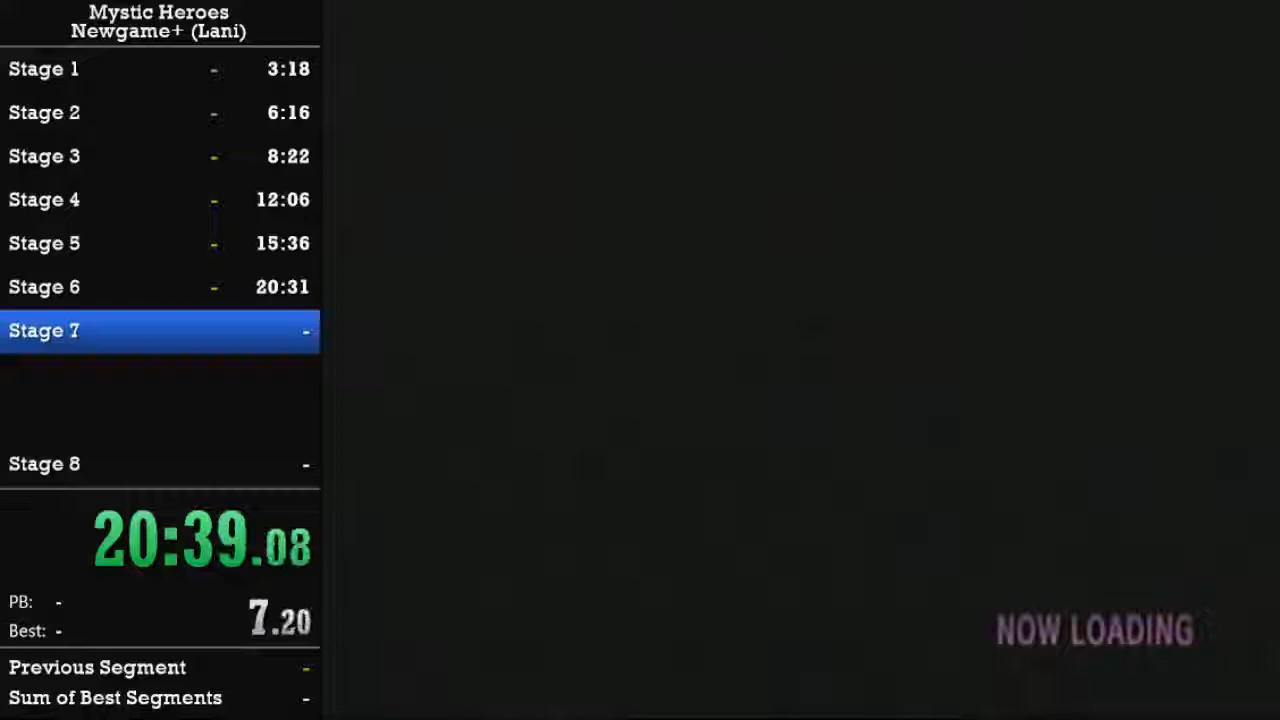 Mystic Heroes
Newgame+ (Lani)
Stage 1 - 3:18
Stage 2 - 6:16
Stage 3 - 8:22
Stage 4 - 12:06
Stage 5 - 15:36
Stage 6 - 20:31
Stage 7 -
Stage 8 -
20:39.08
PB: - 7.20
Best: -
Previous Segment -
Sum of Best Segments -
NOW LOADING